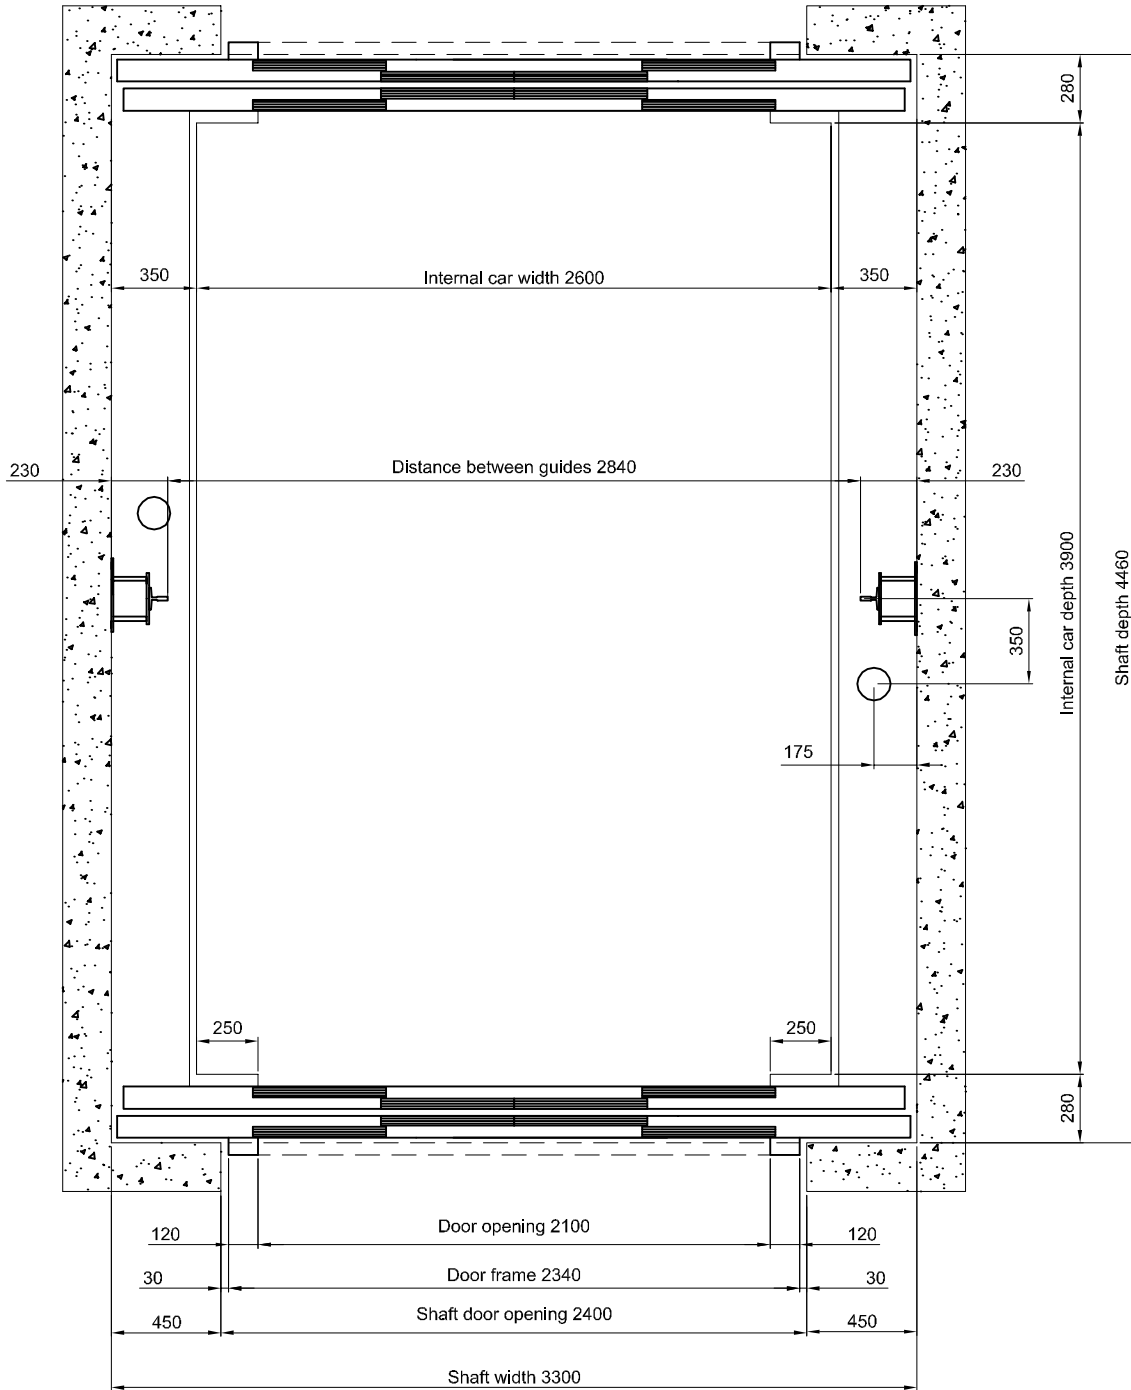 280
350
Internal car width 2600
350
230
Distance between guides 2840
230
Internal car depth 3900
Shaft depth 4460
350
175
250
250
280
120
Door opening 2100
120
30
Door frame 2340
30
450
Shaft door opening 2400
450
Shaft width 3300